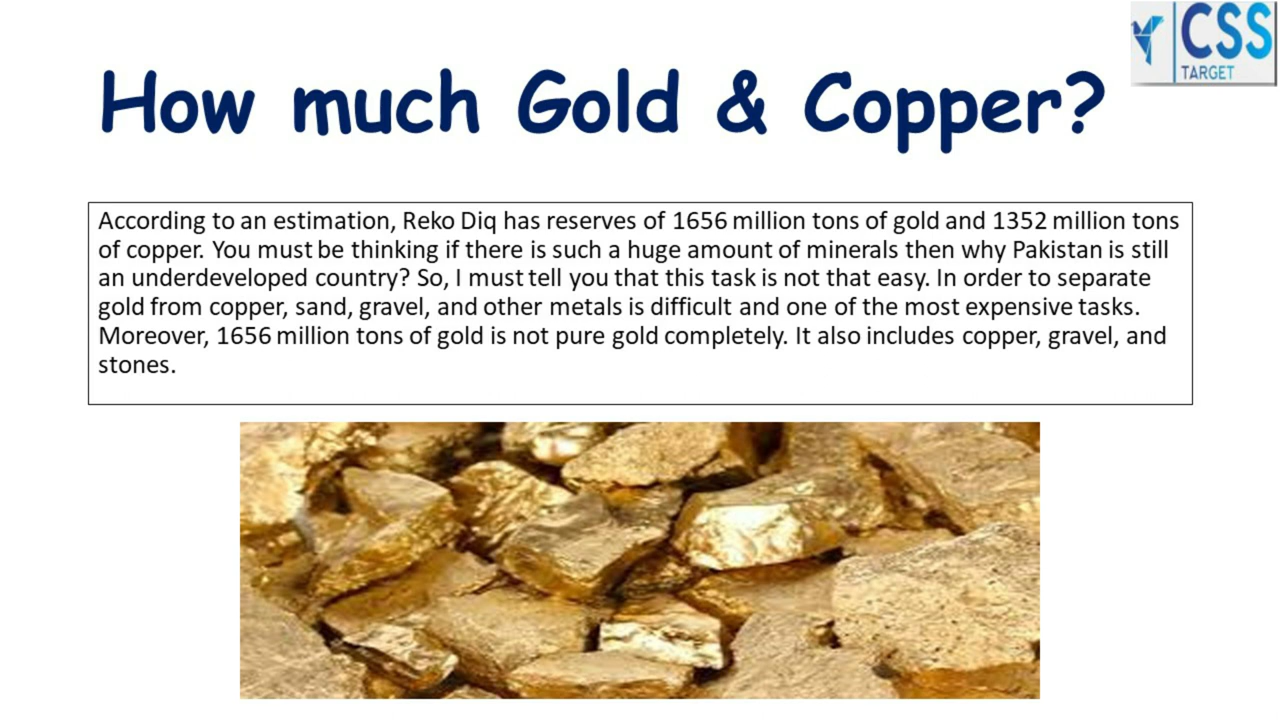 CSS
TARGET
How much Gold & Copper?
According to an estimation, Reko Diq has reserves of 1656 million tons of gold and 1352 million tons
of copper. You must be thinking if there is such a huge amount of minerals then why Pakistan is still
an underdeveloped country? So, I must tell you that this task is not that easy. In order to separate
gold from copper, sand, gravel, and other metals is difficult and one of the most expensive tasks.
Moreover, 1656 million tons of gold is not pure gold completely. It also includes copper, gravel, and
stones.